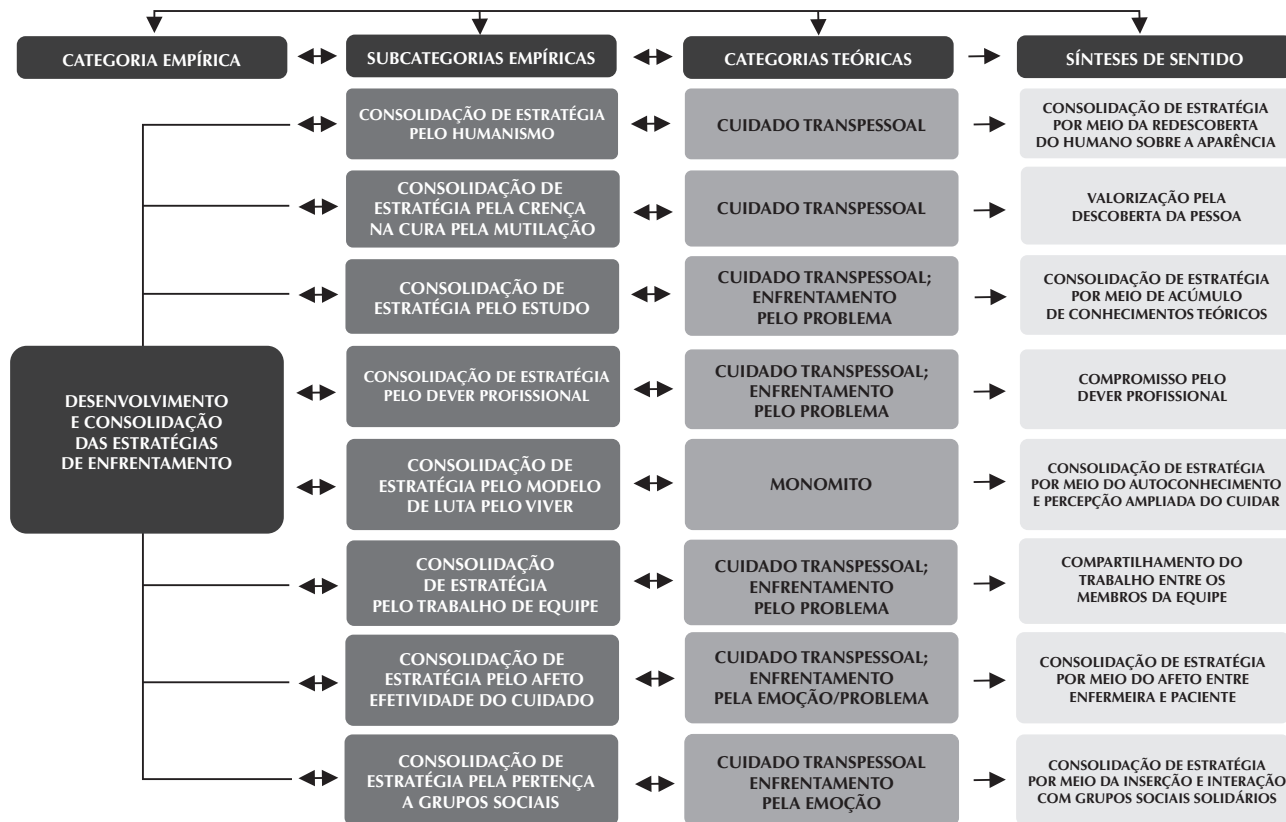 CATEGORIA EMPÍRICA
SUBCATEGORIAS EMPÍRICAS
CATEGORIAS TEÓRICAS
SÍNTESES DE SENTIDO
DESENVOLVIMENTO
E CONSOLIDAÇÃO
DAS ESTRATÉGIAS
DE ENFRENTAMENTO
CONSOLIDAÇÃO DE ESTRATÉGIA
PELO HUMANISMO
CUIDADO TRANSPESSOAL
CONSOLIDAÇÃO DE ESTRATÉGIA
POR MEIO DA REDESCOBERTA
DO HUMANO SOBRE A APARÊNCIA
CONSOLIDAÇÃO DE
ESTRATÉGIA PELA CRENÇA
NA CURA PELA MUTILAÇÃO
CUIDADO TRANSPESSOAL
VALORIZAÇÃO PELA
DESCOBERTA DA PESSOA
CONSOLIDAÇÃO DE
ESTRATÉGIA PELO ESTUDO
CUIDADO TRANSPESSOAL;
ENFRENTAMENTO
PELO PROBLEMA
CONSOLIDAÇÃO DE ESTRATÉGIA
POR MEIO DE ACÚMULO
DE CONHECIMENTOS TEÓRICOS
CONSOLIDAÇÃO DE ESTRATÉGIA
PELO DEVER PROFISSIONAL
CUIDADO TRANSPESSOAL;
ENFRENTAMENTO
PELO PROBLEMA
COMPROMISSO PELO
DEVER PROFISSIONAL
CONSOLIDAÇÃO DE
ESTRATÉGIA PELO MODELO
DE LUTA PELO VIVER
MONOMITO
CONSOLIDAÇÃO DE ESTRATÉGIA
POR MEIO DO AUTOCONHECIMENTO
E PERCEPÇÃO AMPLIADA DO CUIDAR
CONSOLIDAÇÃO
DE ESTRATÉGIA
PELO TRABALHO DE EQUIPE
CUIDADO TRANSPESSOAL;
ENFRENTAMENTO
PELO PROBLEMA
COMPARTILHAMENTO DO
TRABALHO ENTRE OS
MEMBROS DA EQUIPE
CONSOLIDAÇÃO DE
ESTRATÉGIA PELO AFETO
EFETIVIDADE DO CUIDADO
CUIDADO TRANSPESSOAL;
ENFRENTAMENTO
PELA EMOÇÃO/PROBLEMA
CONSOLIDAÇÃO DE ESTRATÉGIA
POR MEIO DO AFETO ENTRE
ENFERMEIRA E PACIENTE
CONSOLIDAÇÃO DE
ESTRATÉGIA PELA PERTENÇA
A GRUPOS SOCIAIS
CUIDADO TRANSPESSOAL
ENFRENTAMENTO
PELA EMOÇÃO
CONSOLIDAÇÃO DE ESTRATÉGIA
POR MEIO DA INSERÇÃO E INTERAÇÃO
COM GRUPOS SOCIAIS SOLIDÁRIOS